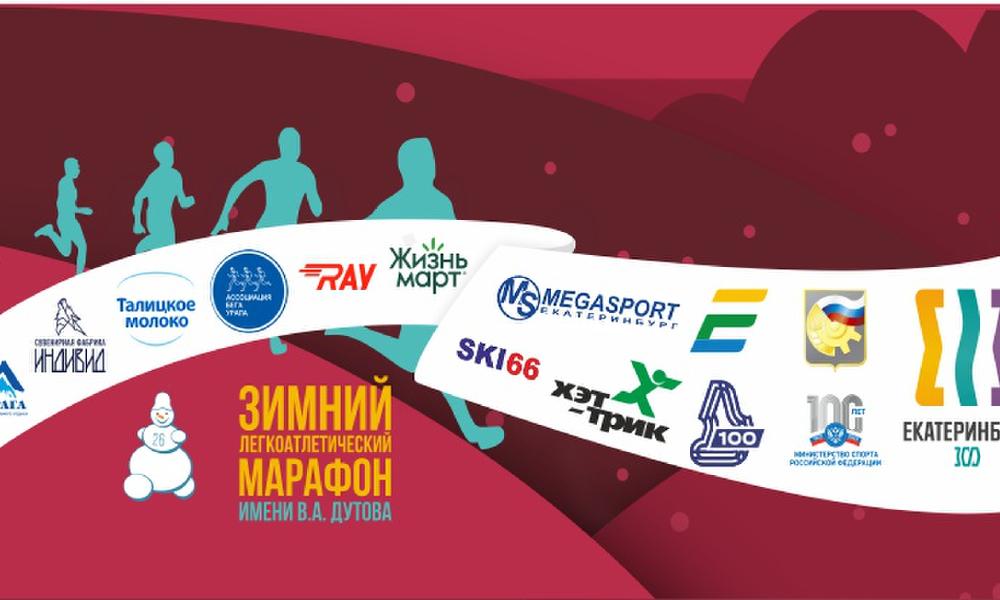 СУВЕНИРНАЯ ФАБРИКА
ИНДИВИД
Талицкое
молоко
АССОЦИАЦИЯ
БЕГА
УРАЛА
RAY
Жизнь
март
MS MEGASPORT
ЕКАТЕРИНБУРГ
SKI66
ХЭТ
-ТРИК
100
100 ЛЕТ
МИНИСТЕРСТВО СПОРТА
РОССИЙСКОЙ ФЕДЕРАЦИИ
ЕКАТЕРИНБ
300
26
ЗИМНИЙ
ЛЕГКОАТЛЕТИЧЕСКИЙ
МАРАФОН
ИМЕНИ В.А. ДУТОВА